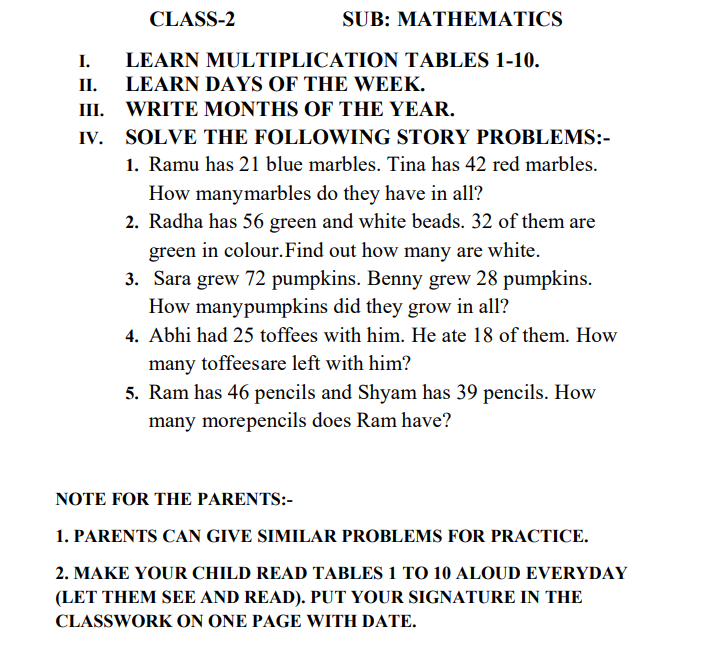 CLASS-2 SUB: MATHEMATICS
I. LEARN MULTIPLICATION TABLES 1-10.
II. LEARN DAYS OF THE WEEK.
III. WRITE MONTHS OF THE YEAR.
IV. SOLVE THE FOLLOWING STORY PROBLEMS:-
1. Ramu has 21 blue marbles. Tina has 42 red marbles.
How manymarbles do they have in all?
2. Radha has 56 green and white beads. 32 of them are
green in colour.Find out how many are white.
3. Sara grew 72 pumpkins. Benny grew 28 pumpkins.
How manypumpkins did they grow in all?
4. Abhi had 25 toffees with him. He ate 18 of them. How
many toffeesare left with him?
5. Ram has 46 pencils and Shyam has 39 pencils. How
many morepencils does Ram have?
NOTE FOR THE PARENTS:-
1. PARENTS CAN GIVE SIMILAR PROBLEMS FOR PRACTICE.
2. MAKE YOUR CHILD READ TABLES 1 TO 10 ALOUD EVERYDAY
(LET THEM SEE AND READ). PUT YOUR SIGNATURE IN THE
CLASSWORK ON ONE PAGE WITH DATE.